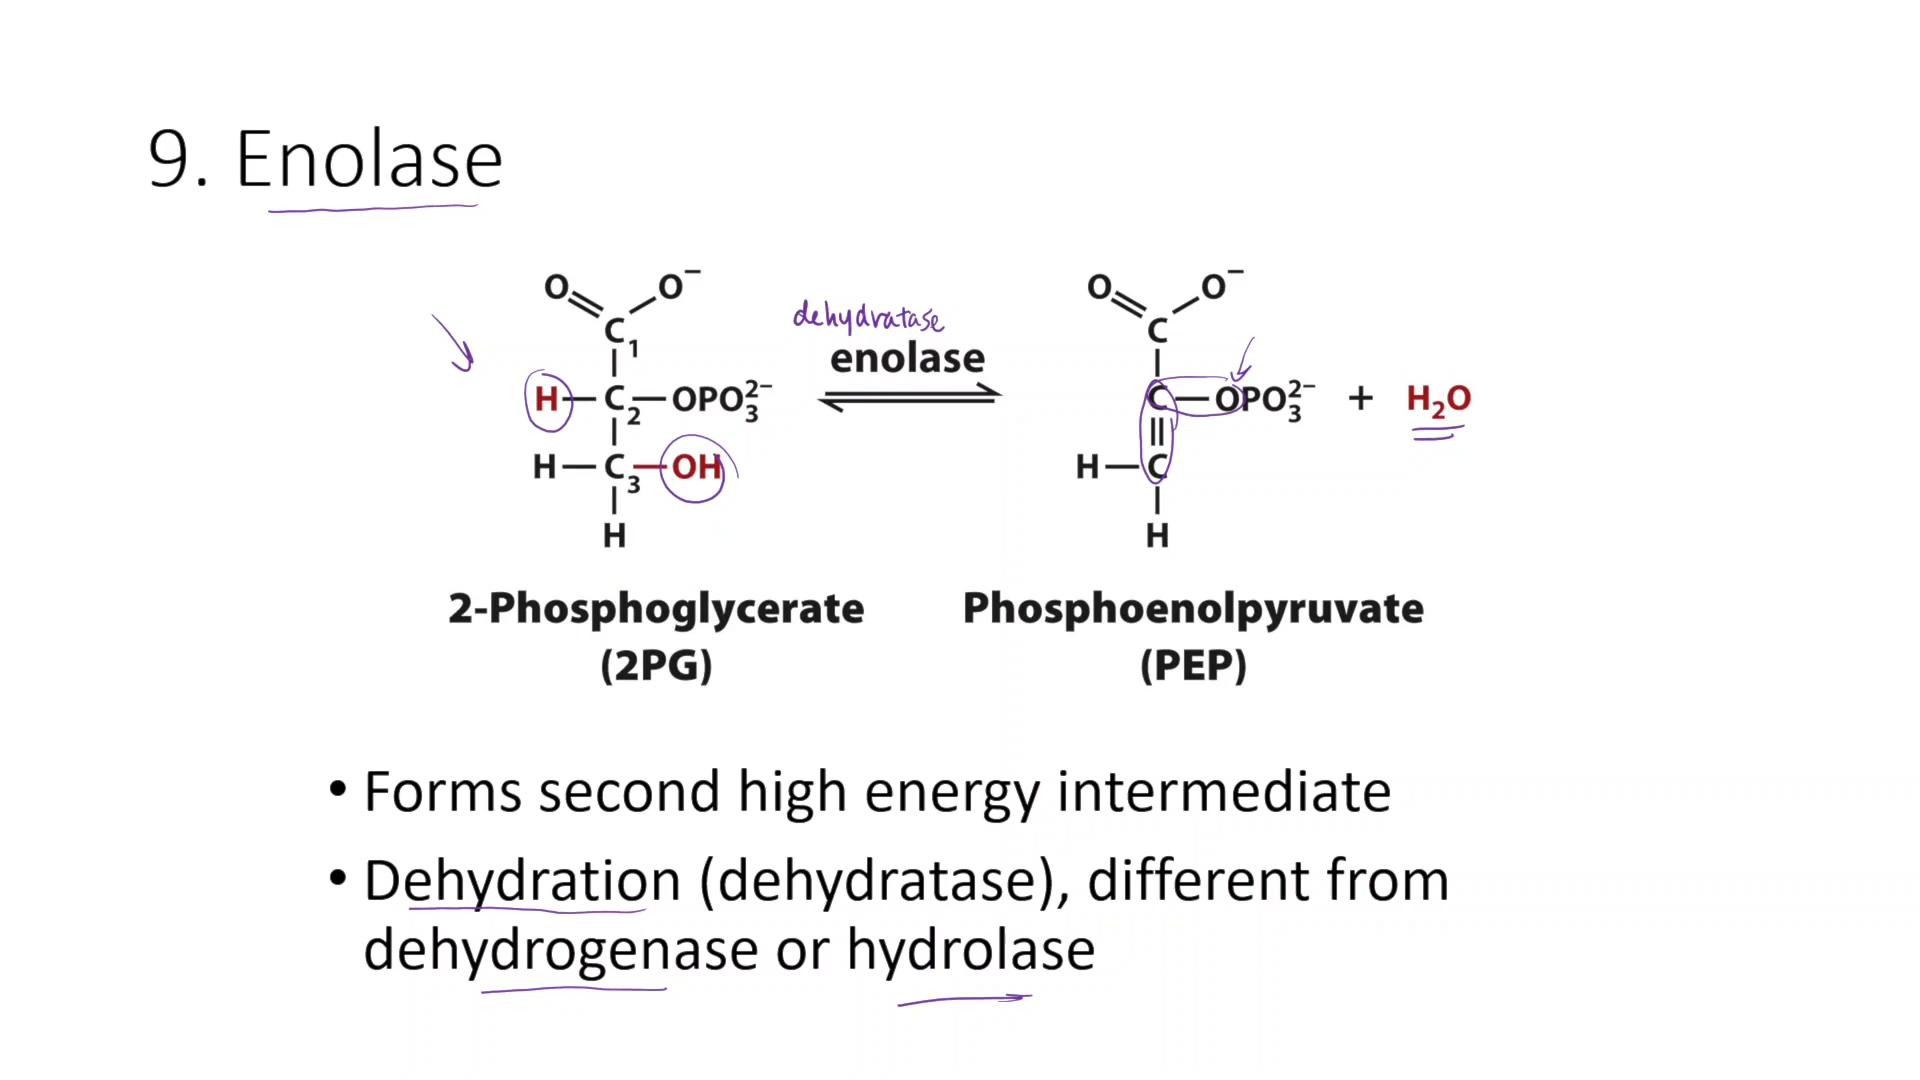 9. Enolase
O O⁻ O O⁻
dehydratase
C₁ C
enolase
H—C₂—OPO₃²⁻ C—OPO₃²⁻ + H₂O
H—C₃—OH H—C
H H
2-Phosphoglycerate Phosphoenolpyruvate
(2PG) (PEP)
• Forms second high energy intermediate
• Dehydration (dehydratase), different from
dehydrogenase or hydrolase